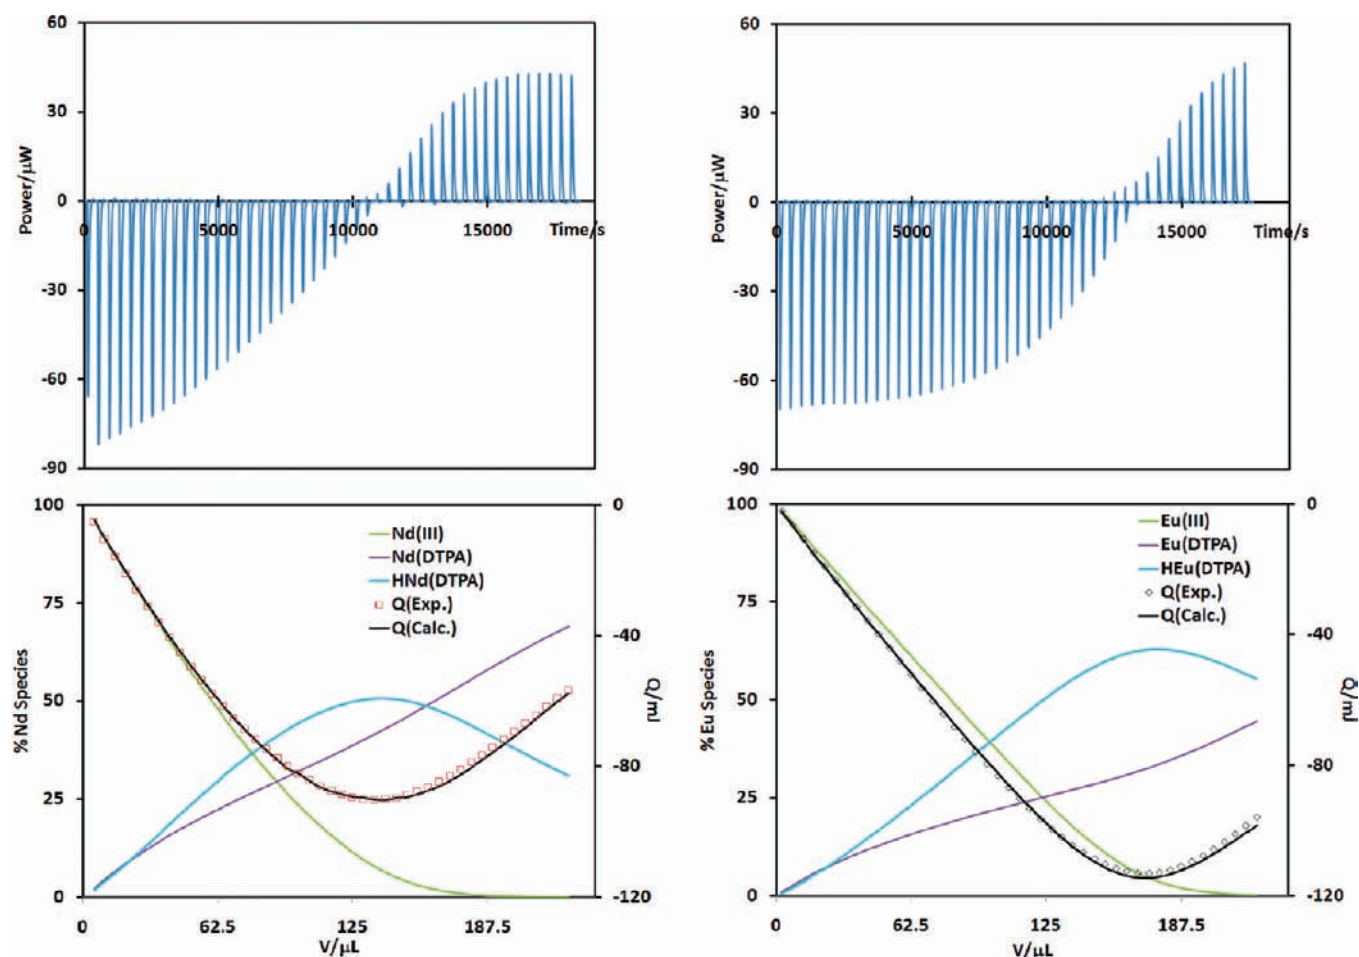 60
30
0
-30
-60
-90
Power/μW
0
5000
10000
15000
Time/s
60
30
0
-30
-60
-90
Power/μW
0
5000
10000
15000
Time/s
100
75
50
25
0
% Nd Species
Nd(III)
Nd(DTPA)
HNd(DTPA)
Q(Exp.)
Q(Calc.)
0
-40
-80
-120
Q/mJ
0
62.5
125
187.5
V/μL
100
75
50
25
0
% Eu Species
Eu(III)
Eu(DTPA)
HEu(DTPA)
Q(Exp.)
Q(Calc.)
0
-40
-80
-120
Q/mJ
0
62.5
125
187.5
V/μL